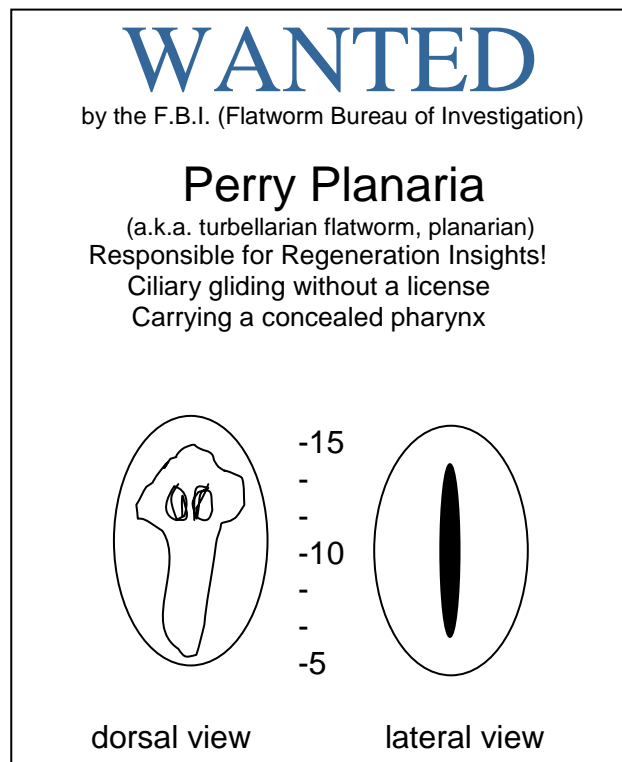 WANTED
by the F.B.I. (Flatworm Bureau of Investigation)
Perry Planaria
(a.k.a. turbellarian flatworm, planarian)
Responsible for Regeneration Insights!
Ciliary gliding without a license
Carrying a concealed pharynx
-15
-
-
-10
-
-
-5
dorsal view
lateral view